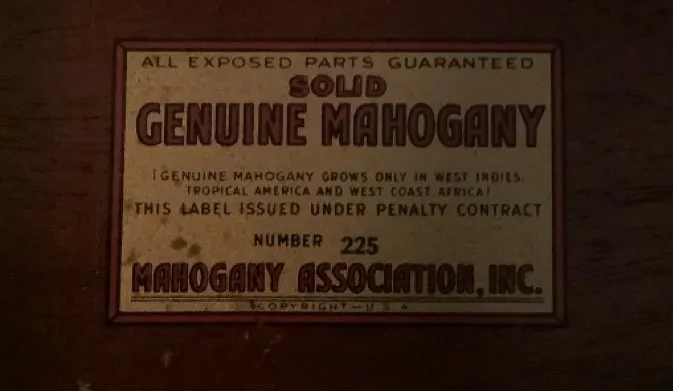 ALL EXPOSED PARTS GUARANTEED
SOLID
GENUINE MAHOGANY
(GENUINE MAHOGANY GROWS ONLY IN WEST INDIES,
TROPICAL AMERICA AND WEST COAST, AFRICA)
THIS LABEL ISSUED UNDER PENALTY CONTRACT
NUMBER 225
MAHOGANY ASSOCIATION, INC.
COPYRIGHT—U.S.A